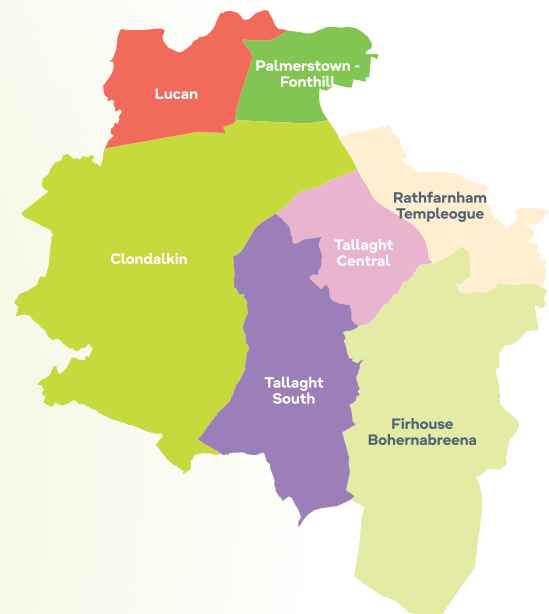 Palmerstown -
Fonthill
Lucan
Rathfarnham
Templeogue
Tallaght
Central
Clondalkin
Tallaght
South
Firhouse
Bohernabreena